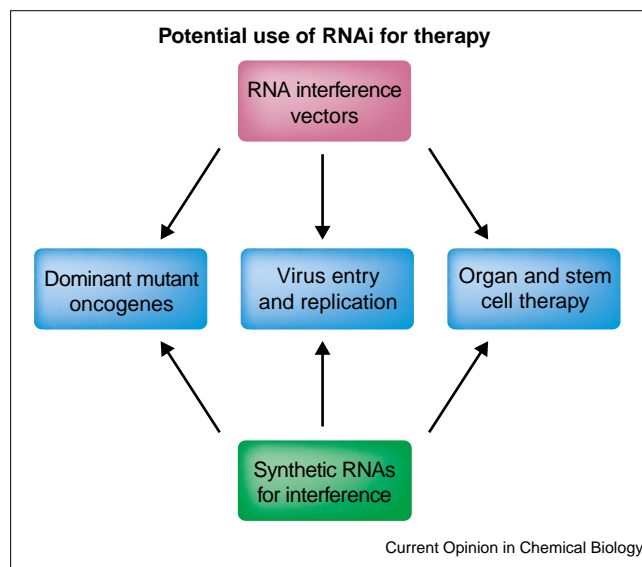 Potential use of RNAi for therapy
RNA interference
vectors
Dominant mutant
oncogenes
Virus entry
and replication
Organ and stem
cell therapy
Synthetic RNAs
for interference
Current Opinion in Chemical Biology